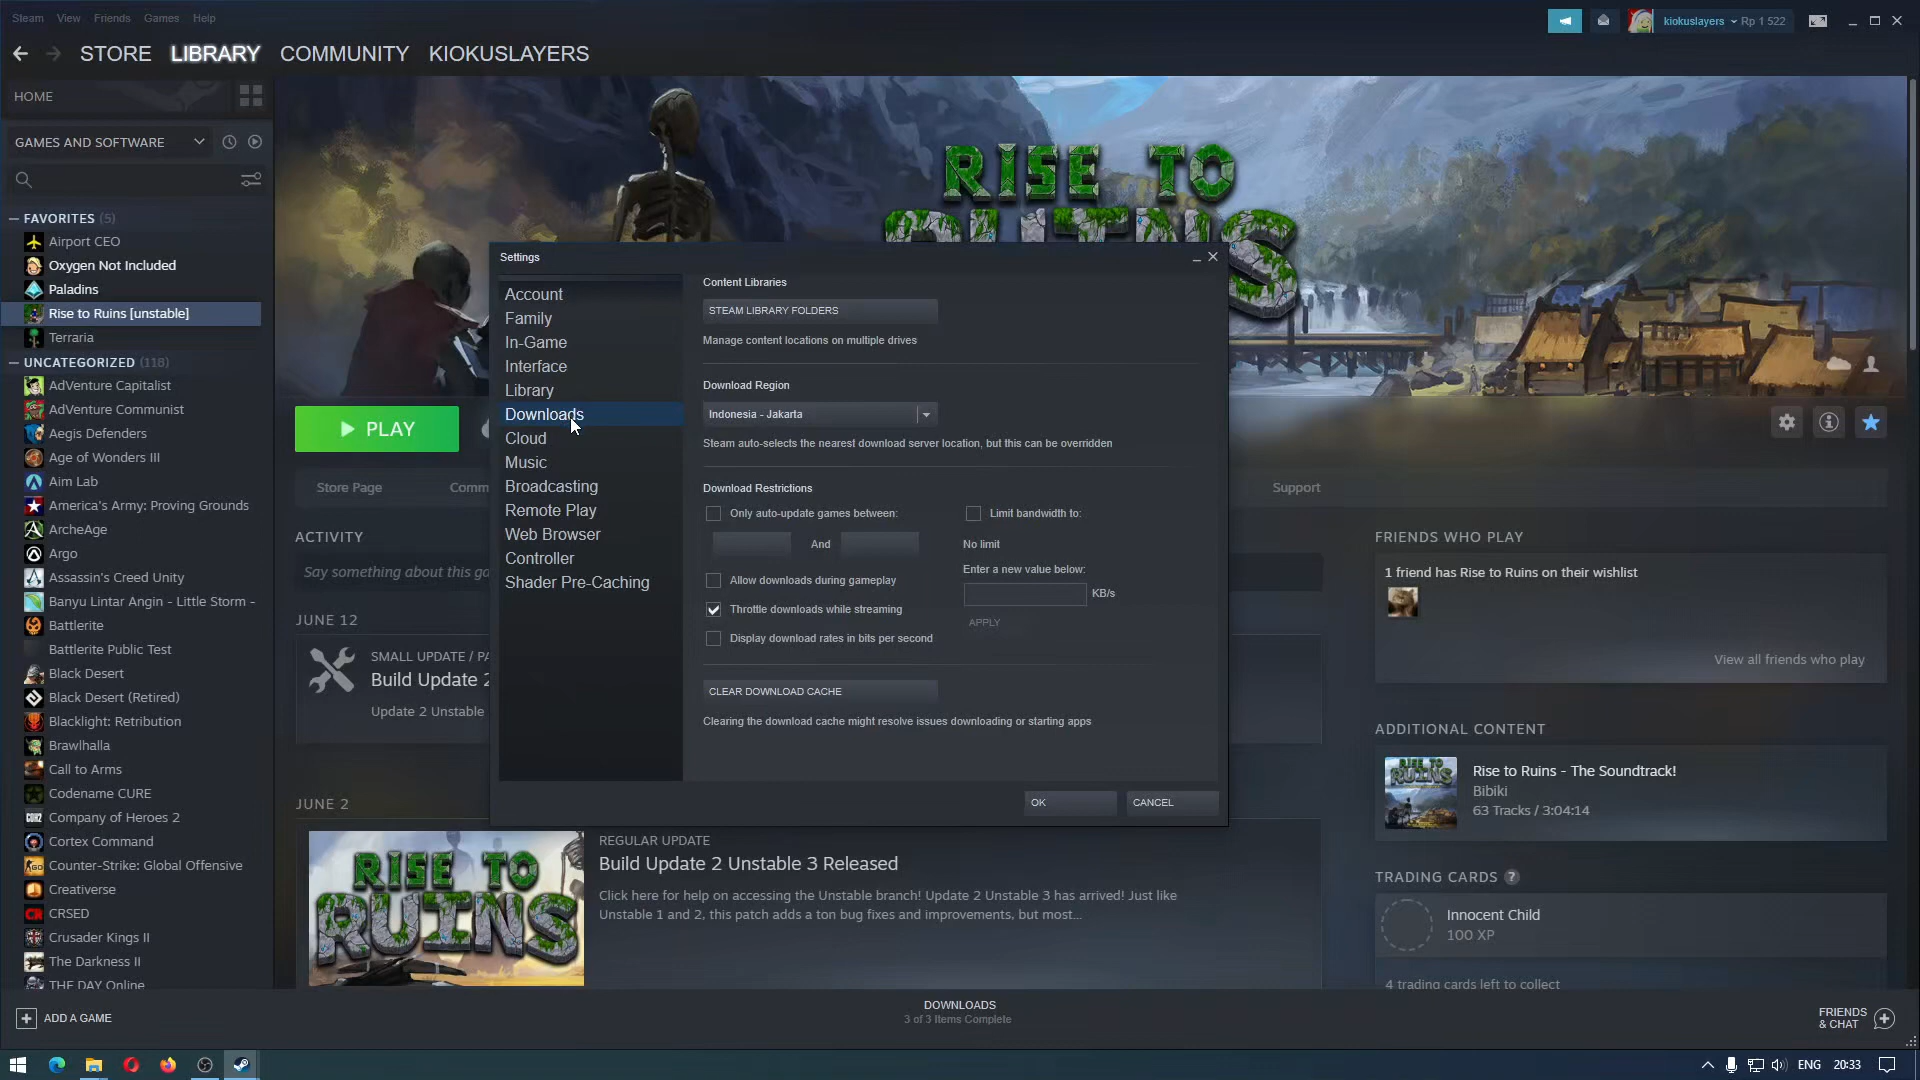 Steam View Friends Games Help
kiokuslayers Rp 1 522
STORE LIBRARY COMMUNITY KIOKUSLAYERS
HOME
GAMES AND SOFTWARE
FAVORITES (5)
Airport CEO
Oxygen Not Included
Paladins
Rise to Ruins [unstable]
Terraria
UNCATEGORIZED (118)
AdVenture Capitalist
AdVenture Communist
Aegis Defenders
Age of Wonders III
Aim Lab
America's Army: Proving Grounds
ArcheAge
Argo
Assassin's Creed Unity
Banyu Lintar Angin - Little Storm -
Battlerite
Battlerite Public Test
Black Desert
Black Desert (Retired)
Blacklight: Retribution
Brawlhalla
Call to Arms
Codename CURE
Company of Heroes 2
Cortex Command
Counter-Strike: Global Offensive
Creativerse
CRSED
Crusader Kings II
The Darkness II
THE DAY Online
ADD A GAME
RISE TO
RUINS
PLAY
Store Page
Comm
Support
ACTIVITY
Say something about this ga
JUNE 12
SMALL UPDATE / PA
Build Update 2
Update 2 Unstable
JUNE 2
RISE TO
RUINS
REGULAR UPDATE
Build Update 2 Unstable 3 Released
Click here for help on accessing the Unstable branch! Update 2 Unstable 3 has arrived! Just like
Unstable 1 and 2, this patch adds a ton bug fixes and improvements, but most...
Settings
Account
Family
In-Game
Interface
Library
Downloads
Cloud
Music
Broadcasting
Remote Play
Web Browser
Controller
Shader Pre-Caching
Content Libraries
STEAM LIBRARY FOLDERS
Manage content locations on multiple drives
Download Region
Indonesia - Jakarta
Steam auto-selects the nearest download server location, but this can be overridden
Download Restrictions
Only auto-update games between:
And
Allow downloads during gameplay
Throttle downloads while streaming
Display download rates in bits per second
Limit bandwidth to:
No limit
Enter a new value below:
KB/s
APPLY
CLEAR DOWNLOAD CACHE
Clearing the download cache might resolve issues downloading or starting apps
OK
CANCEL
FRIENDS WHO PLAY
1 friend has Rise to Ruins on their wishlist
View all friends who play
ADDITIONAL CONTENT
RISE TO
RUINS
Rise to Ruins - The Soundtrack!
Bibiki
63 Tracks / 3:04:14
TRADING CARDS ?
Innocent Child
100 XP
4 trading cards left to collect
DOWNLOADS
3 of 3 Items Complete
FRIENDS
& CHAT
ENG 20:33